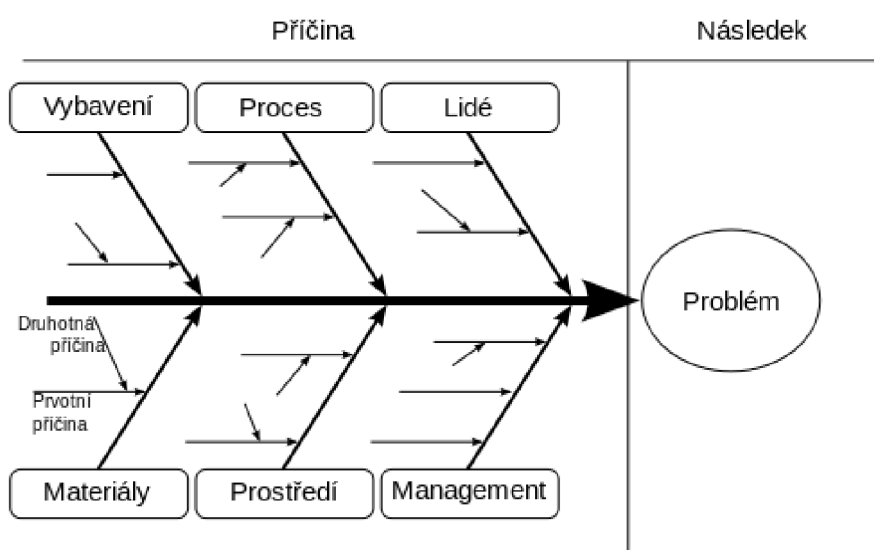 Příčina
Následek
Vybavení
Proces
Lidé
Problém
Druhotná
příčina
Prvotní
příčina
Materiály
Prostředí
Management